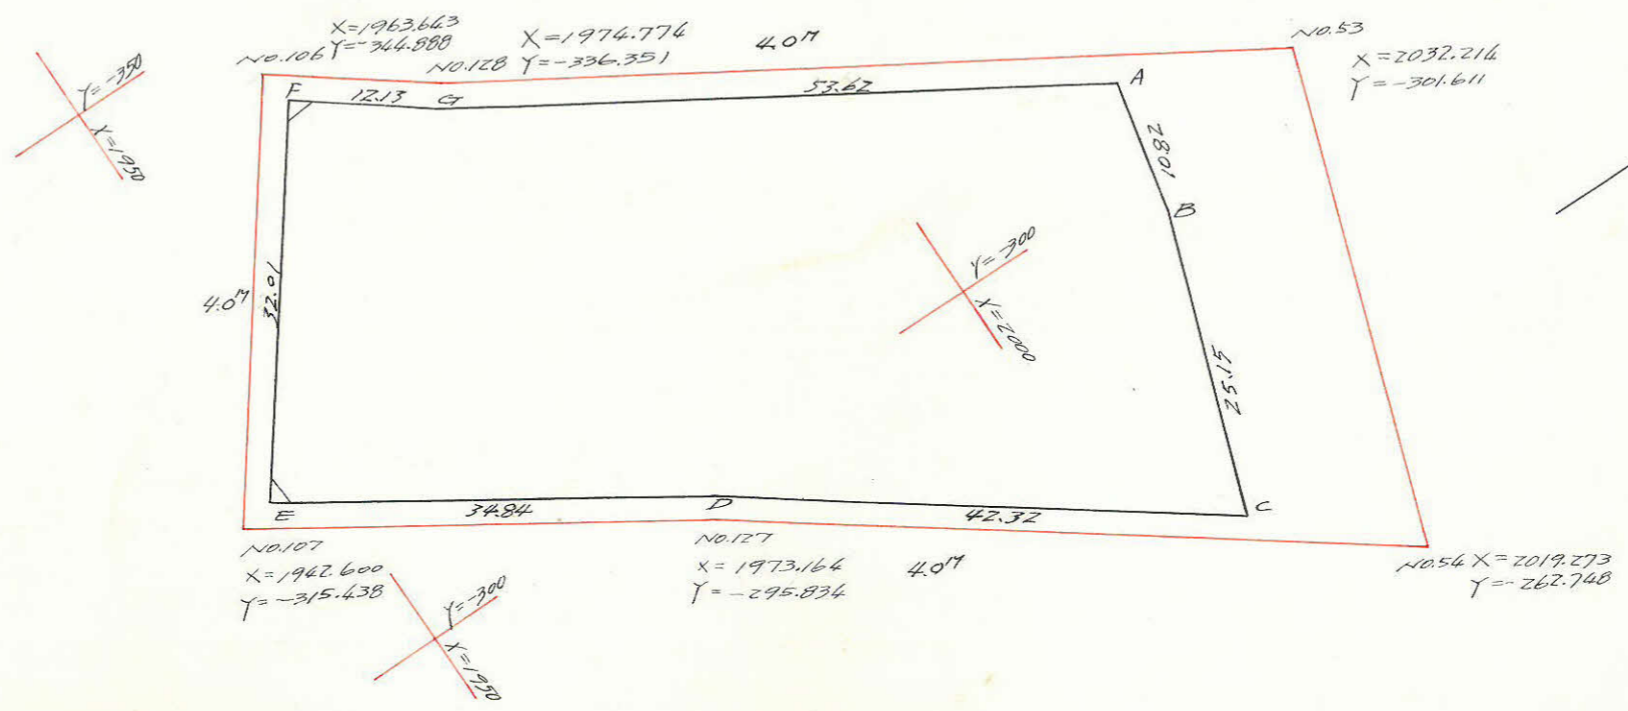 X=1963.643
Y=-344.888
NO.106
NO.128
X=1974.774
Y=-336.351
4.0M
NO.53
X=2032.214
Y=-301.611
Y=-350
X=1950
F
12.13
G
53.62
A
10.82
B
Y=-300
X=2000
4.0M
32.01
25.15
E
34.84
D
42.32
C
NO.107
X=1942.600
Y=-315.438
NO.127
X=1973.164
Y=-295.834
4.0M
NO.54 X=2019.273
Y=-262.748
Y=-300
X=1950